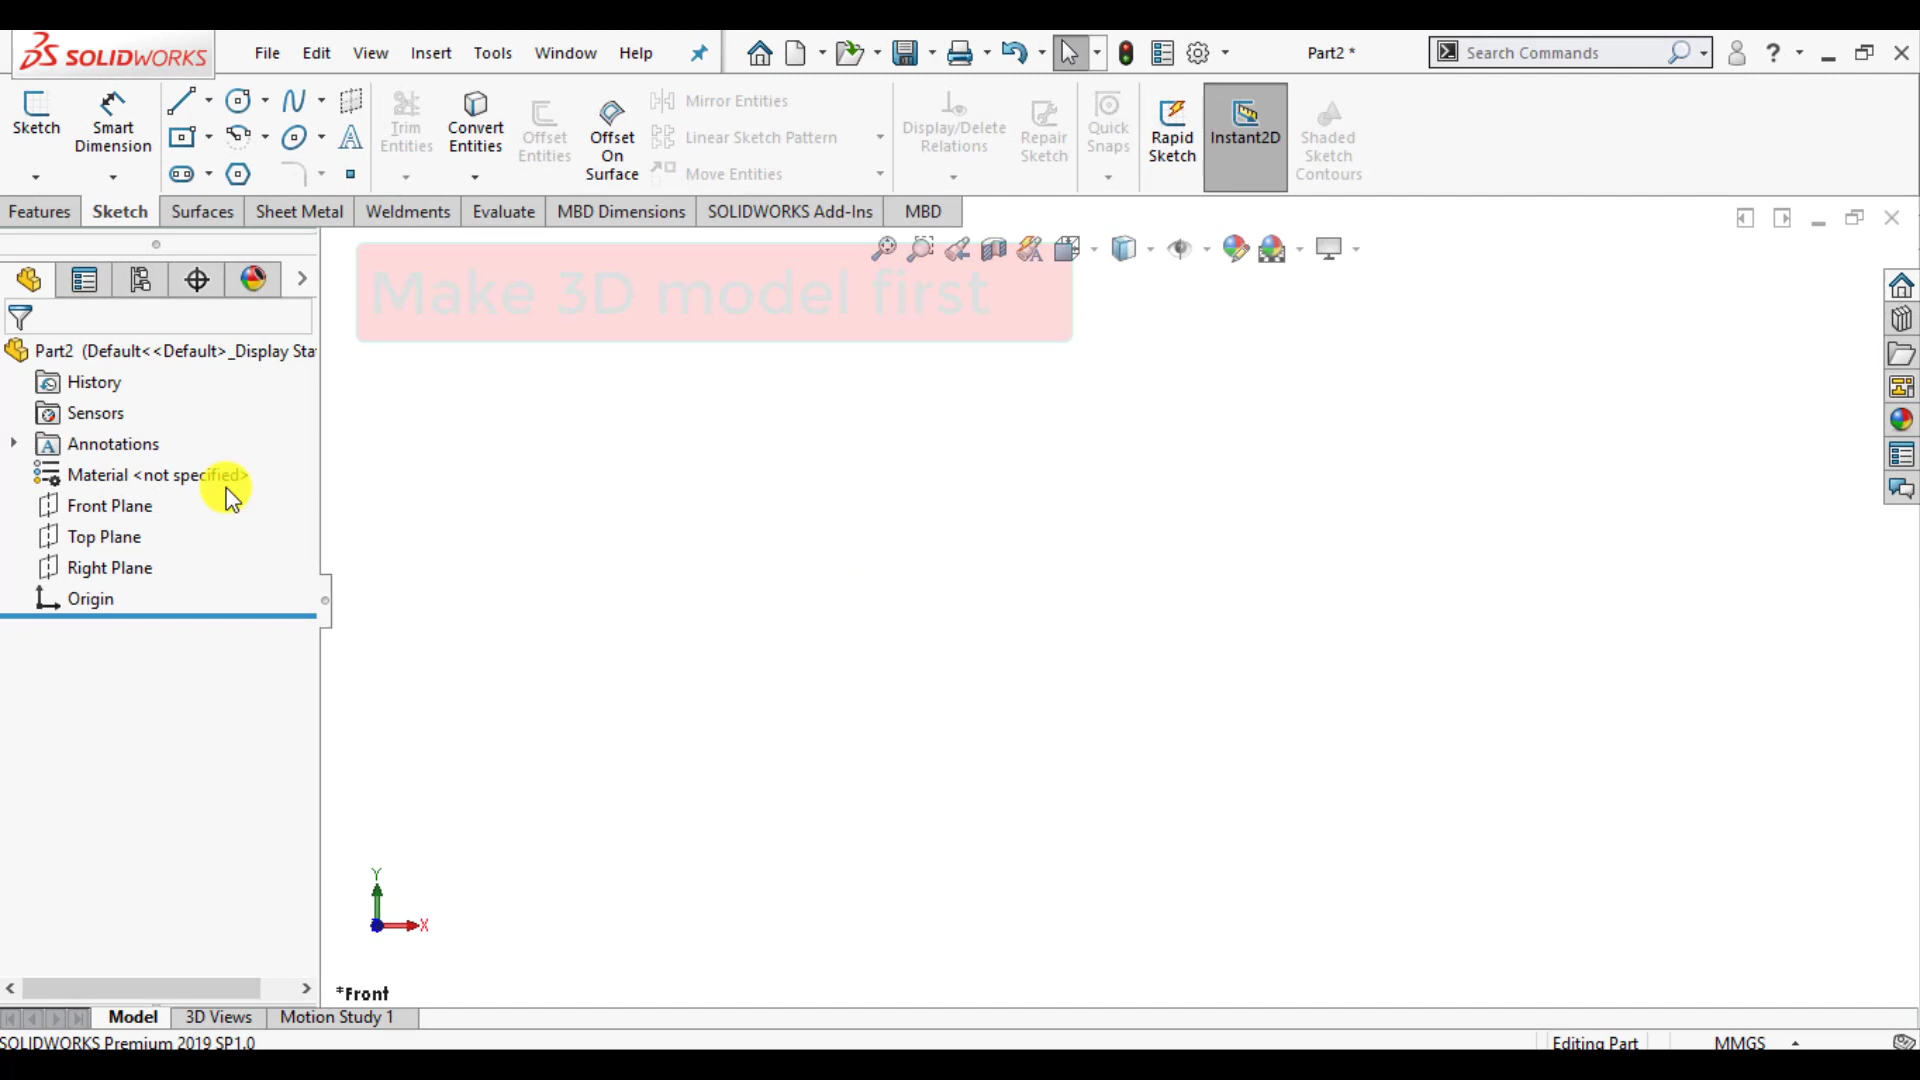 SOLIDWORKS File Edit View Insert Tools Window Help Part2 * Search Commands ?
Sketch Smart Dimension Trim Entities Convert Entities Offset Entities Offset On Surface Mirror Entities Linear Sketch Pattern Move Entities Display/Delete Relations Repair Sketch Quick Snaps Rapid Sketch Instant2D Shaded Sketch Contours
Features Sketch Surfaces Sheet Metal Weldments Evaluate MBD Dimensions SOLIDWORKS Add-Ins MBD
Make 3D model first
Part2 (Default<<Default>_Display Sta
History
Sensors
Annotations
Material <not specified>
Front Plane
Top Plane
Right Plane
Origin
Y
X
*Front
Model 3D Views Motion Study 1
SOLIDWORKS Premium 2019 SP1.0 Editing Part MMGS